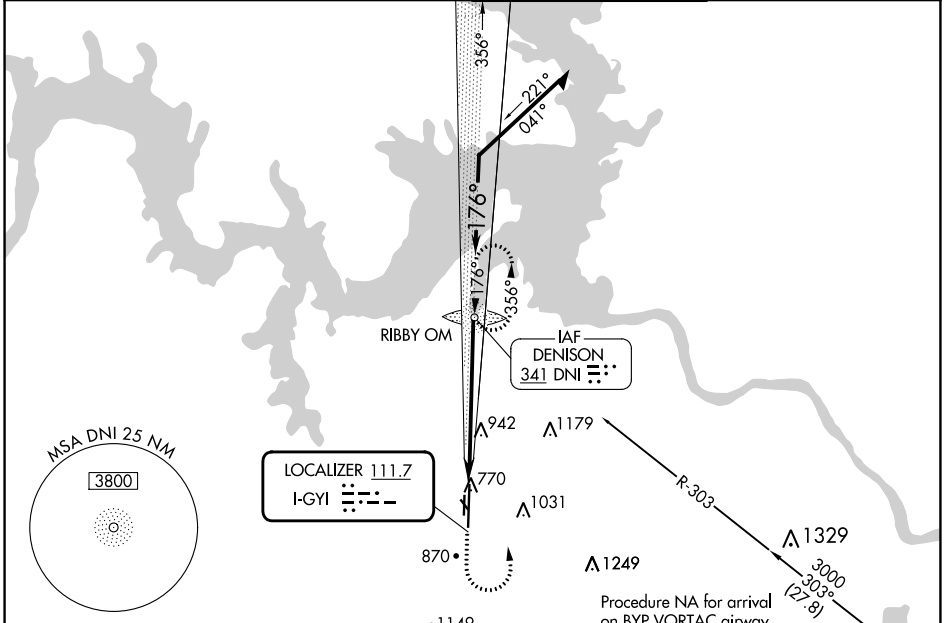 356°
221°
041°
176°
176°
356°
RIBBY OM
IAF
DENISON
341 DNI
942
1179
MSA DNI 25 NM
3800
LOCALIZER 111.7
I-GYI
770
1031
R-303
870
1329
1249
3000
303°
(27.8)
Procedure NA for arrival
on BYP VORTAC airway
1149